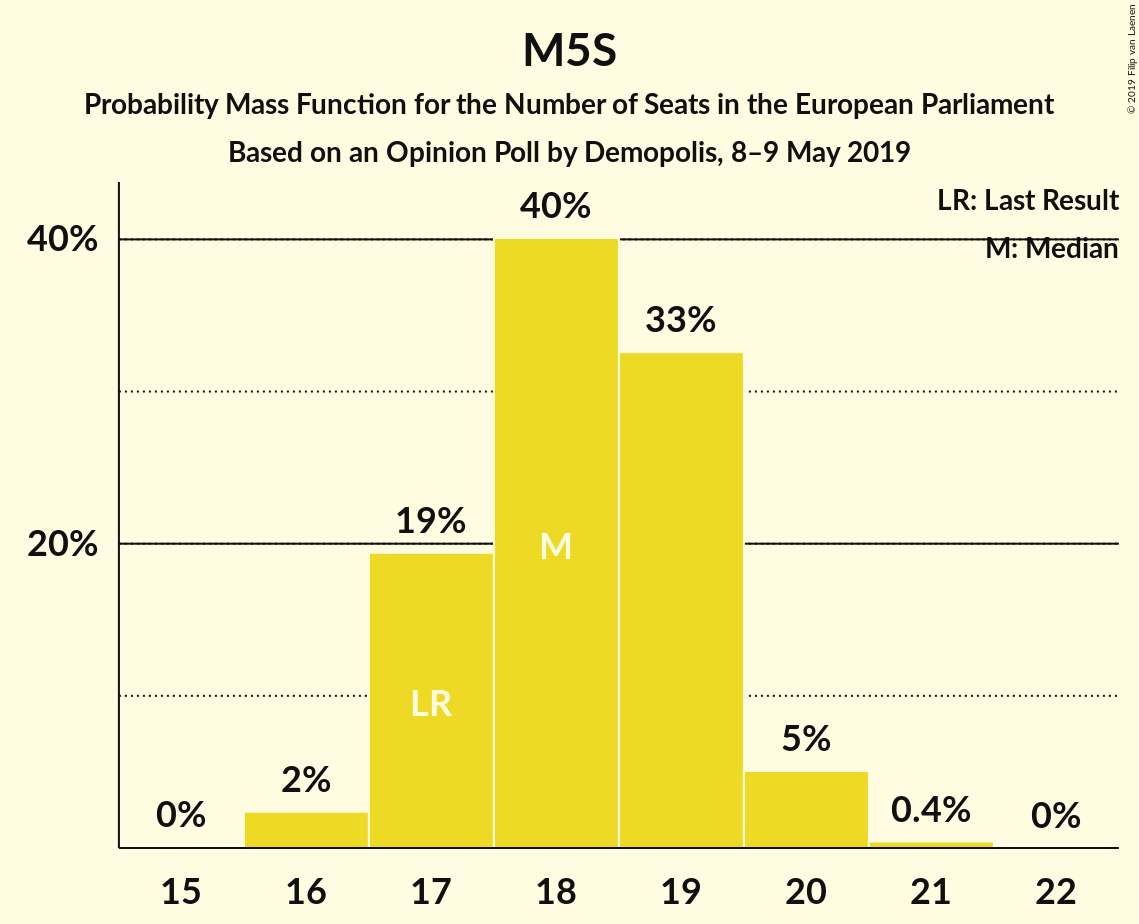 M5S
Probability Mass Function for the Number of Seats in the European Parliament
Based on an Opinion Poll by Demopolis, 8–9 May 2019
© 2019 Filip van Laenen
LR: Last Result
M: Median
40%
20%
0%
2%
19%
40%
33%
5%
0.4%
0%
LR
M
15 16 17 18 19 20 21 22